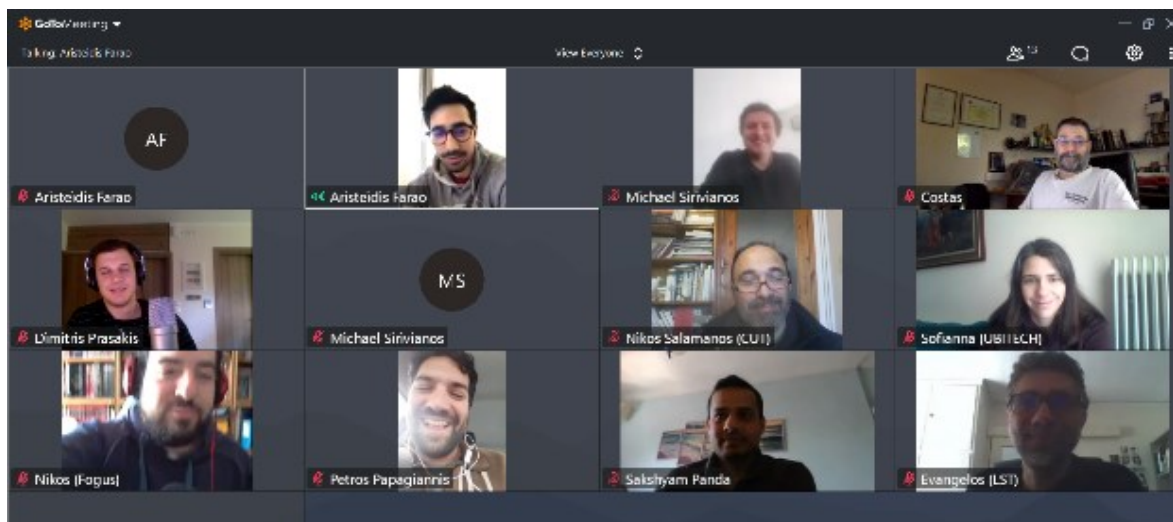 GoToMeeting
Talking: Aristeidis Farao
View Everyone
13
AF
Aristeidis Farao
Aristeidis Farao
Michael Sirivianos
Costas
Dimitris Prasakis
MS
Michael Sirivianos
Nikos Salamanos (CUT)
Sofianna (UBITECH)
Nikos (Fogus)
Petros Papagiannis
Sakshyam Panda
Evangelos (LST)